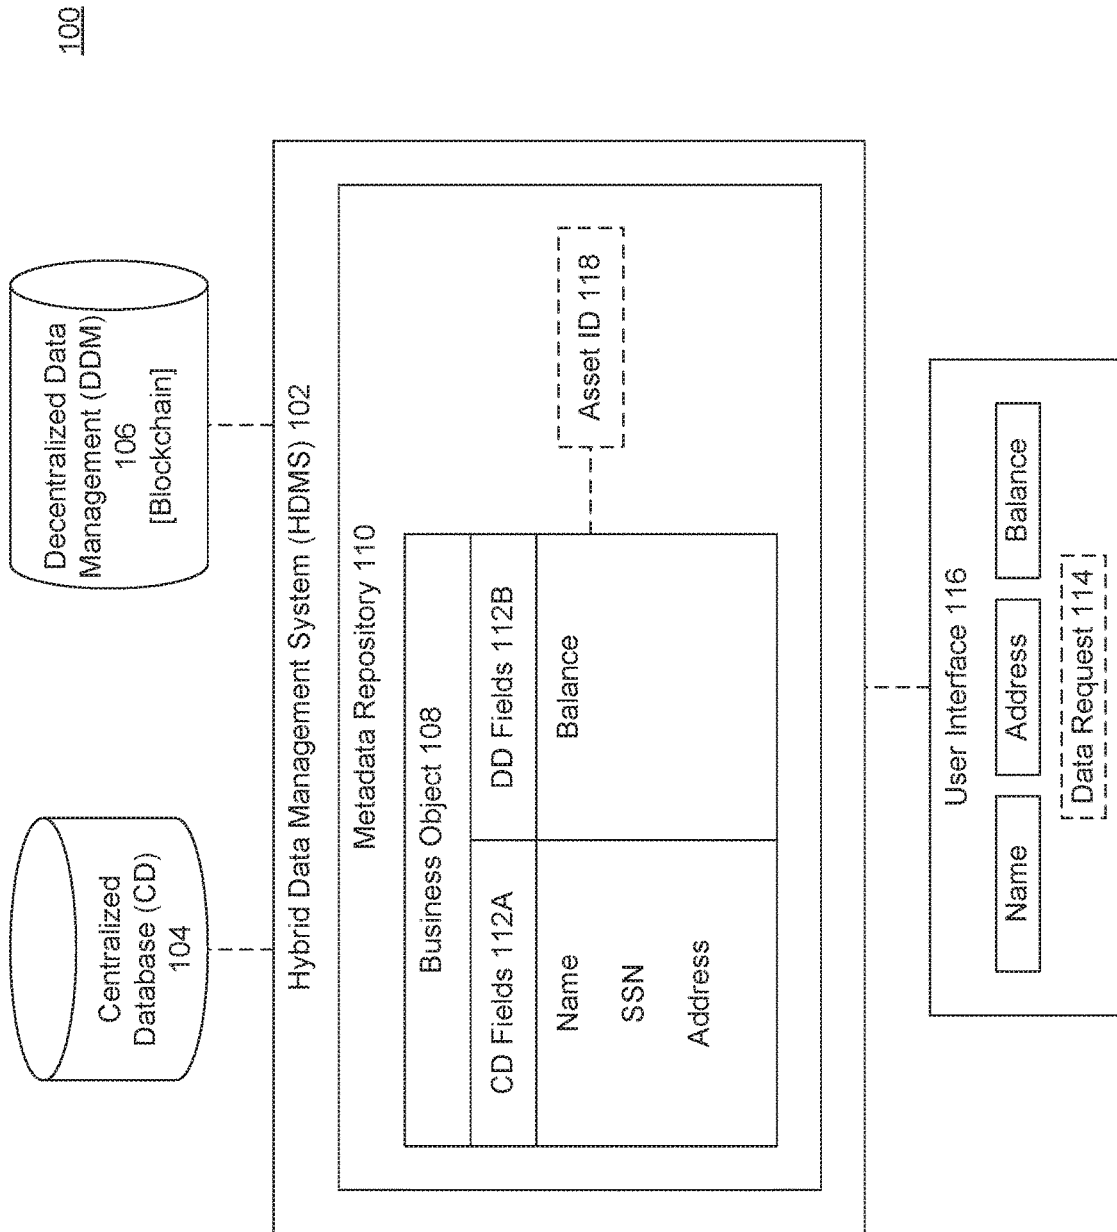 100
Centralized
Database (CD)
104
Decentralized Data
Management (DDM)
106
[Blockchain]
Hybrid Data Management System (HDMS) 102
Metadata Repository 110
Business Object 108
CD Fields 112A
DD Fields 112B
Name
SSN
Address
Balance
Asset ID 118
User Interface 116
Name
Address
Balance
Data Request 114